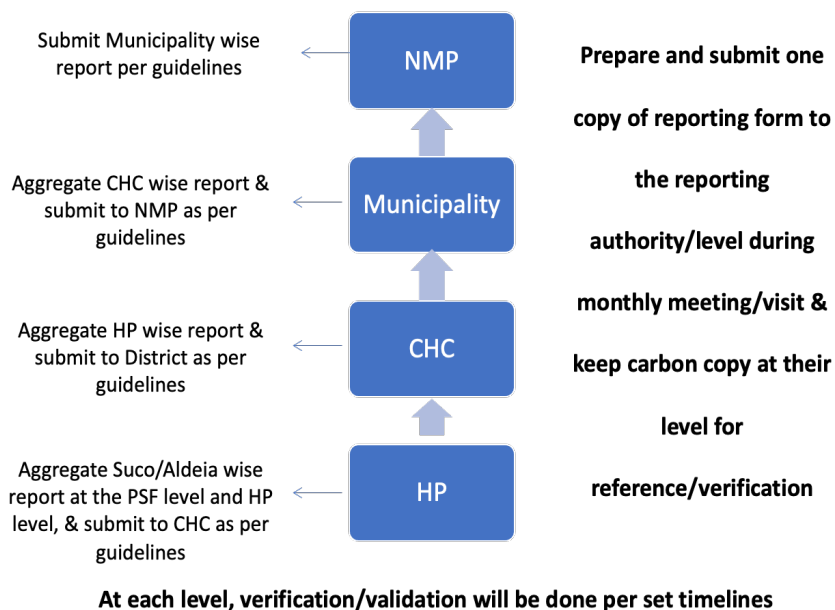 Submit Municipality wise
report per guidelines
NMP
Aggregate CHC wise report &
submit to NMP as per
guidelines
Municipality
Aggregate HP wise report &
submit to District as per
guidelines
CHC
Aggregate Suco/Aldeia wise
report at the PSF level and HP
level, & submit to CHC as per
guidelines
HP
Prepare and submit one
copy of reporting form to
the reporting
authority/level during
monthly meeting/visit &
keep carbon copy at their
level for
reference/verification
At each level, verification/validation will be done per set timelines